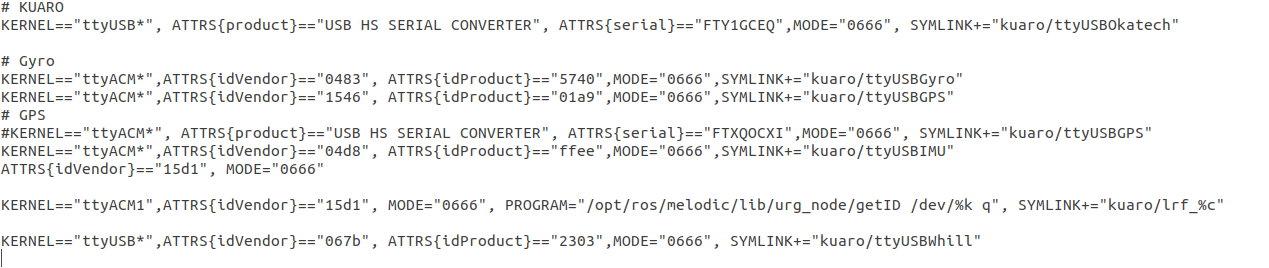 # KUARO
KERNEL=="ttyUSB*", ATTRS{product}=="USB HS SERIAL CONVERTER", ATTRS{serial}=="FTY1GCEQ",MODE="0666", SYMLINK+="kuaro/ttyUSBOkatech"
# Gyro
KERNEL=="ttyACM*",ATTRS{idVendor}=="0483", ATTRS{idProduct}=="5740",MODE="0666",SYMLINK+="kuaro/ttyUSBGyro"
KERNEL=="ttyACM*",ATTRS{idVendor}=="1546", ATTRS{idProduct}=="01a9",MODE="0666",SYMLINK+="kuaro/ttyUSBGPS"
# GPS
#KERNEL=="ttyACM*", ATTRS{product}=="USB HS SERIAL CONVERTER", ATTRS{serial}=="FTXQOCXI",MODE="0666", SYMLINK+="kuaro/ttyUSBGPS"
KERNEL=="ttyACM*",ATTRS{idVendor}=="04d8", ATTRS{idProduct}=="ffee",MODE="0666",SYMLINK+="kuaro/ttyUSBIMU"
ATTRS{idVendor}=="15d1", MODE="0666"
KERNEL=="ttyACM1",ATTRS{idVendor}=="15d1", MODE="0666", PROGRAM="/opt/ros/melodic/lib/urg_node/getID /dev/%k q", SYMLINK+="kuaro/lrf_%c"
KERNEL=="ttyUSB*",ATTRS{idVendor}=="067b", ATTRS{idProduct}=="2303",MODE="0666", SYMLINK+="kuaro/ttyUSBWhill"